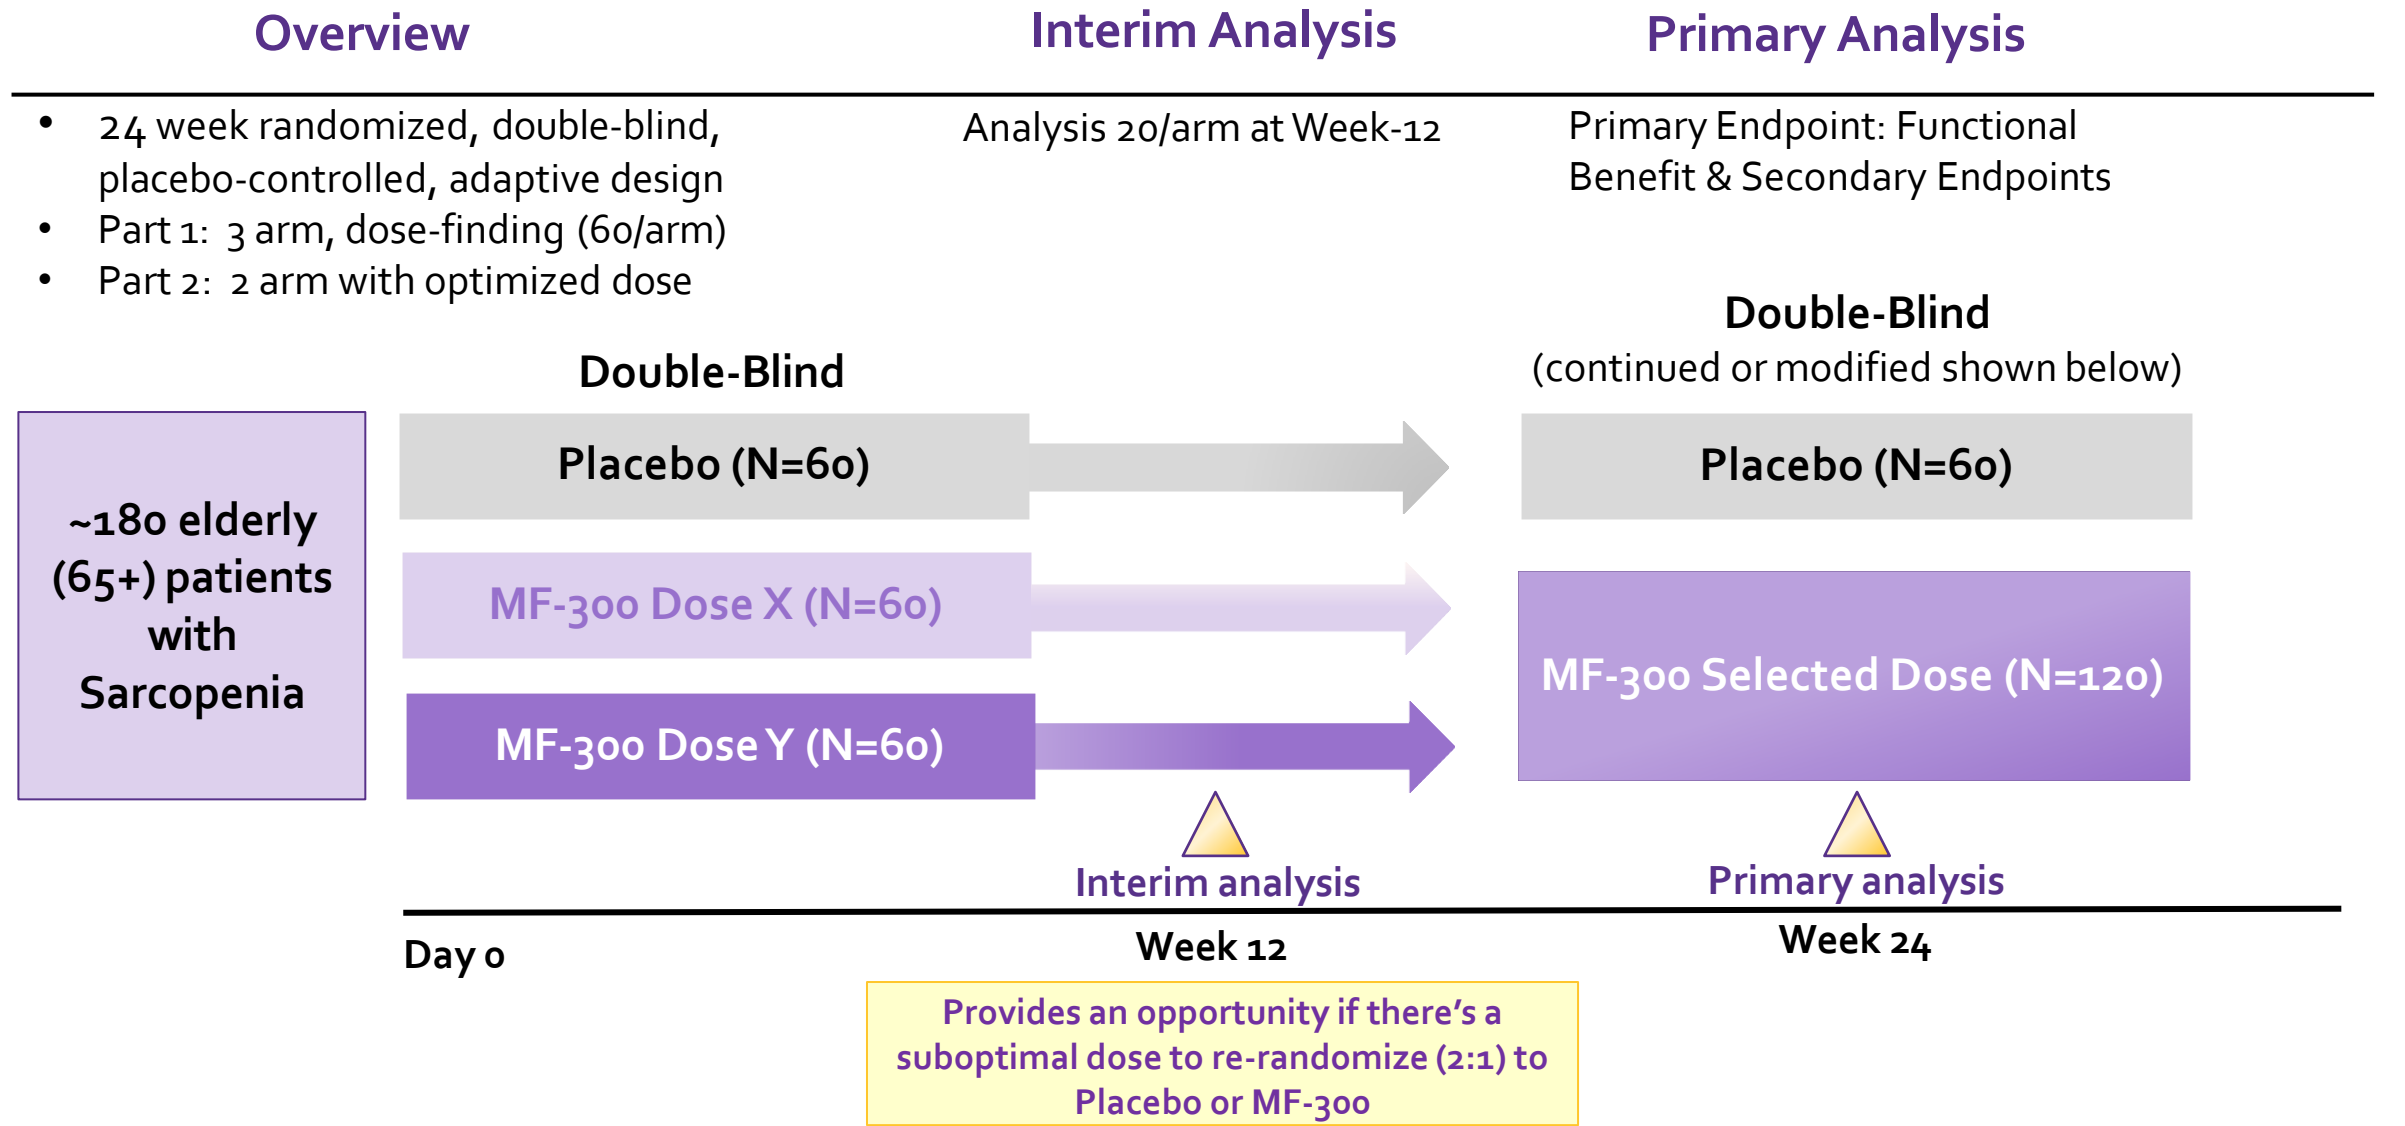 Overview
Interim Analysis
Primary Analysis
• 24 week randomized, double-blind,
placebo-controlled, adaptive design
• Part 1: 3 arm, dose-finding (60/arm)
• Part 2: 2 arm with optimized dose
Analysis 20/arm at Week-12
Primary Endpoint: Functional
Benefit & Secondary Endpoints
Double-Blind
Double-Blind
(continued or modified shown below)
~180 elderly
(65+) patients
with
Sarcopenia
Placebo (N=60)
MF-300 Dose X (N=60)
MF-300 Dose Y (N=60)
Placebo (N=60)
MF-300 Selected Dose (N=120)
Interim analysis
Primary analysis
Day 0
Week 12
Week 24
Provides an opportunity if there’s a
suboptimal dose to re-randomize (2:1) to
Placebo or MF-300